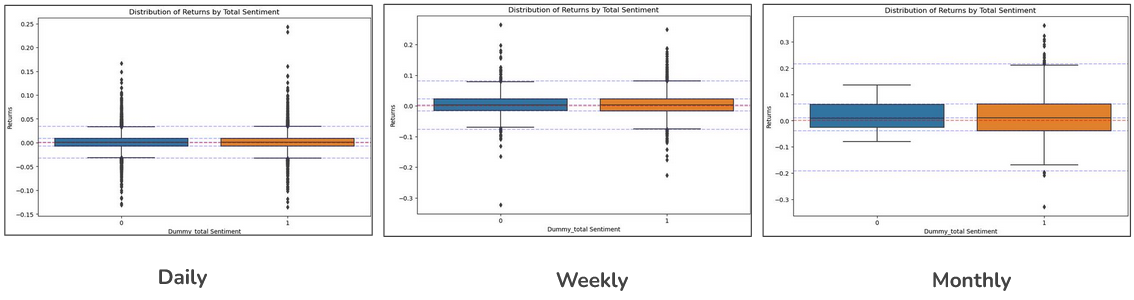 Distribution of Returns by Total Sentiment
Returns
0.25
0.20
0.15
0.10
0.05
0.00
−0.05
−0.10
−0.15
0 1
Dummy_total Sentiment
Distribution of Returns by Total Sentiment
Returns
0.2
0.1
0.0
−0.1
−0.2
−0.3
0 1
Dummy_total Sentiment
Distribution of Returns by Total Sentiment
Returns
0.3
0.2
0.1
0.0
−0.1
−0.2
−0.3
0 1
Dummy_total Sentiment
Daily
Weekly
Monthly